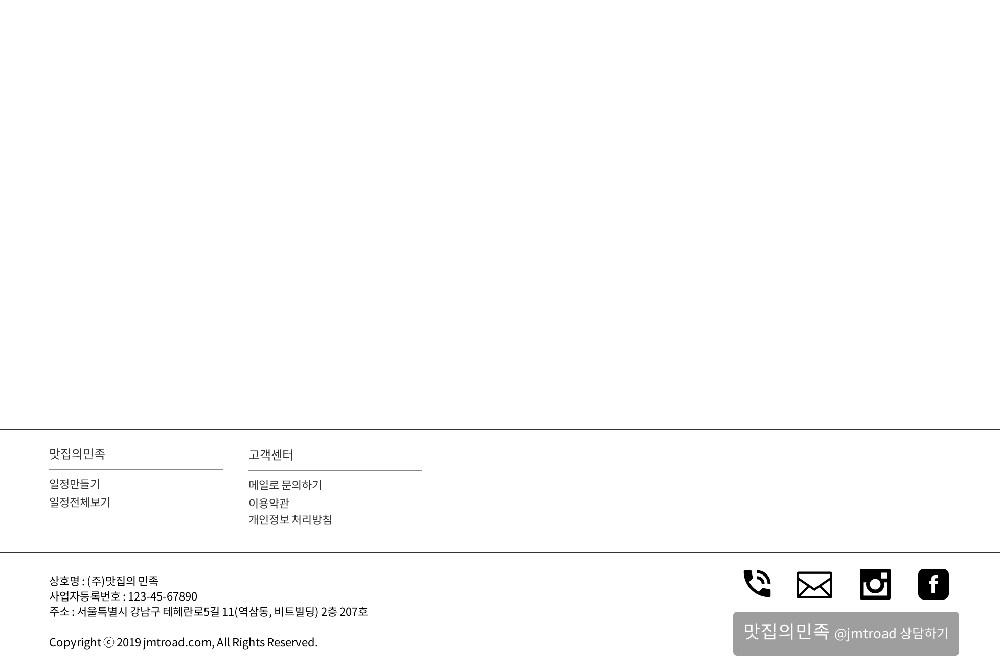 맛집의민족
일정만들기
일정전체보기
고객센터
메일로 문의하기
이용약관
개인정보 처리방침
상호명 : (주)맛집의 민족
사업자등록번호 : 123-45-67890
주소 : 서울특별시 강남구 테헤란로5길 11(역삼동, 비트빌딩) 2층 207호
Copyright ⓒ 2019 jmtroad.com, All Rights Reserved.
맛집의민족 @jmtroad 상담하기